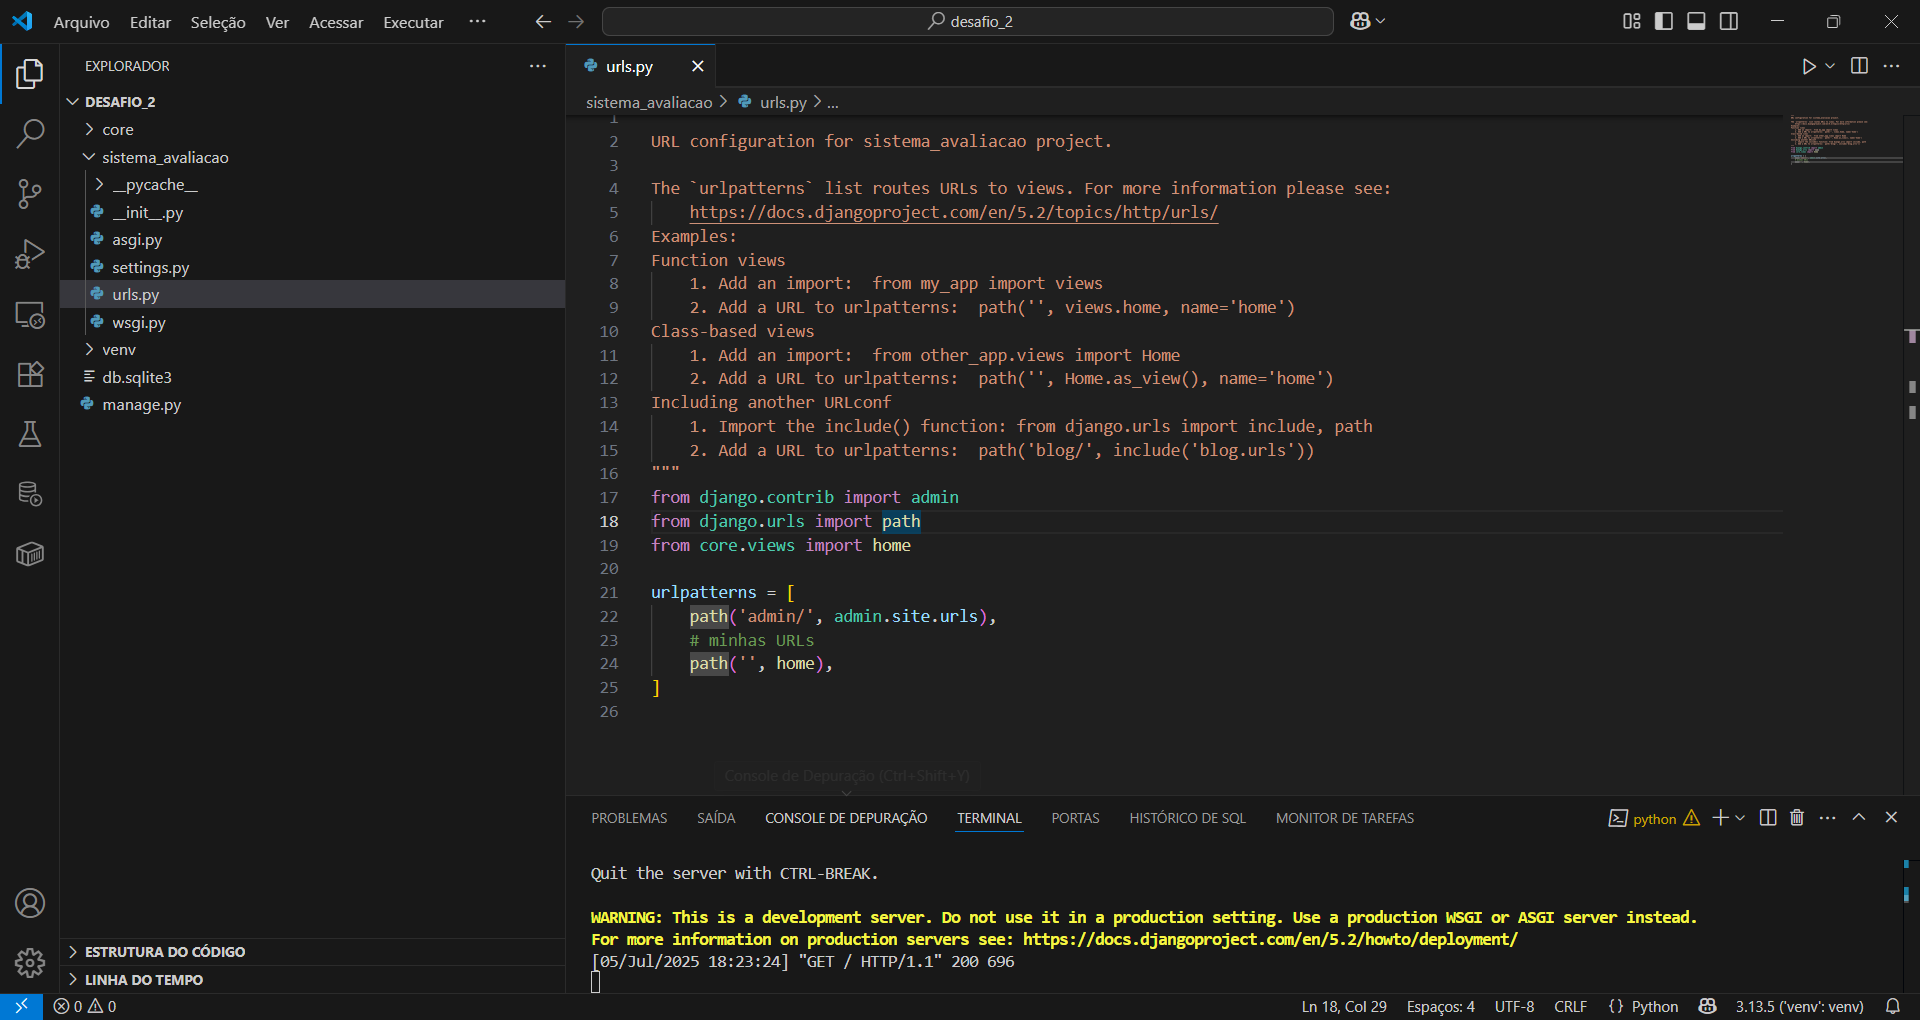 Arquivo Editar Seleção Ver Acessar Executar ···
desafio_2
EXPLORADOR
DESAFIO_2
core
sistema_avaliacao
__pycache__
__init__.py
asgi.py
settings.py
urls.py
wsgi.py
venv
db.sqlite3
manage.py
ESTRUTURA DO CÓDIGO
LINHA DO TEMPO
urls.py
sistema_avaliacao > urls.py > ...
1
2 URL configuration for sistema_avaliacao project.
3
4 The `urlpatterns` list routes URLs to views. For more information please see:
5 https://docs.djangoproject.com/en/5.2/topics/http/urls/
6 Examples:
7 Function views
8 1. Add an import:  from my_app import views
9 2. Add a URL to urlpatterns:  path('', views.home, name='home')
10 Class-based views
11 1. Add an import:  from other_app.views import Home
12 2. Add a URL to urlpatterns:  path('', Home.as_view(), name='home')
13 Including another URLconf
14 1. Import the include() function: from django.urls import include, path
15 2. Add a URL to urlpatterns:  path('blog/', include('blog.urls'))
16 """
17 from django.contrib import admin
18 from django.urls import path
19 from core.views import home
20
21 urlpatterns = [
22 path('admin/', admin.site.urls),
23 # minhas URLs
24 path('', home),
25 ]
26
Console de Depuração (Ctrl+Shift+Y)
PROBLEMAS SAÍDA CONSOLE DE DEPURAÇÃO TERMINAL PORTAS HISTÓRICO DE SQL MONITOR DE TAREFAS
python
Quit the server with CTRL-BREAK.
WARNING: This is a development server. Do not use it in a production setting. Use a production WSGI or ASGI server instead.
For more information on production servers see: https://docs.djangoproject.com/en/5.2/howto/deployment/
[05/Jul/2025 18:23:24] "GET / HTTP/1.1" 200 696
0 0
Ln 18, Col 29 Espaços: 4 UTF-8 CRLF {} Python 3.13.5 ('venv': venv)